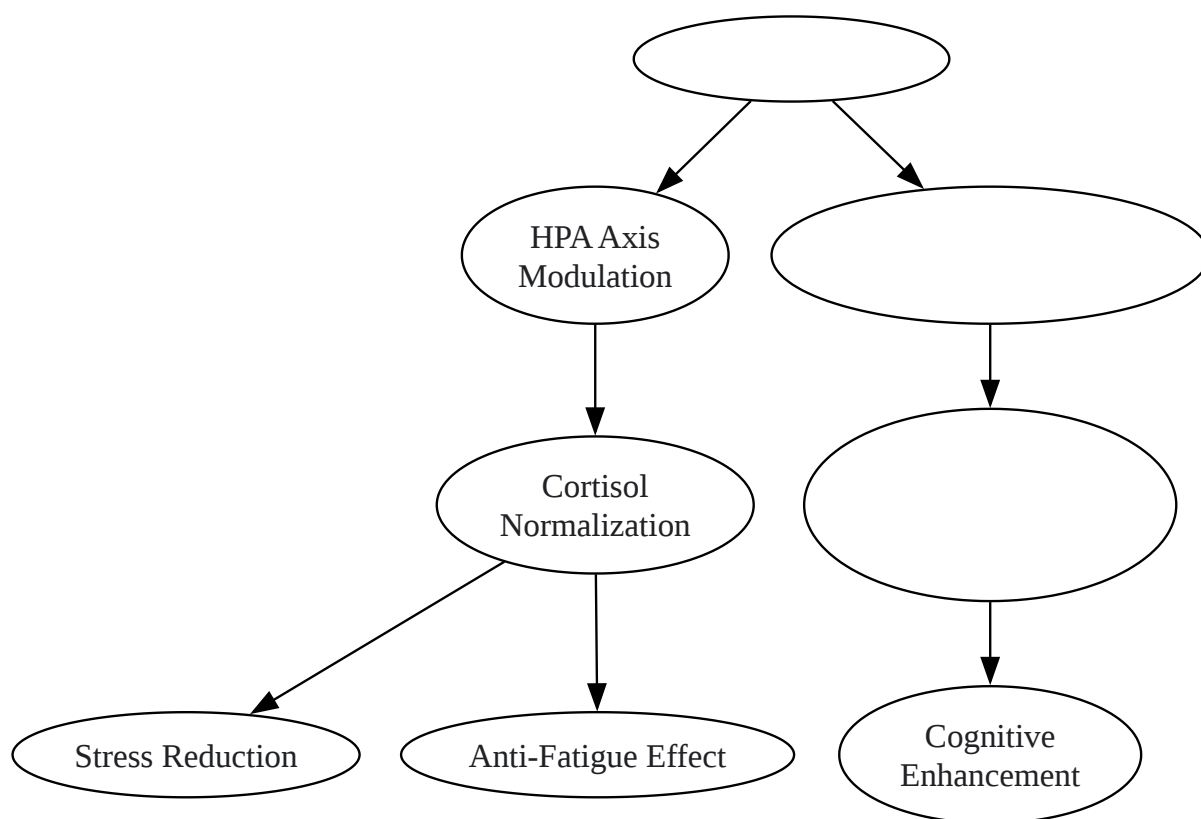 HPA Axis
Modulation
Cortisol
Normalization
Stress Reduction
Anti-Fatigue Effect
Cognitive
Enhancement